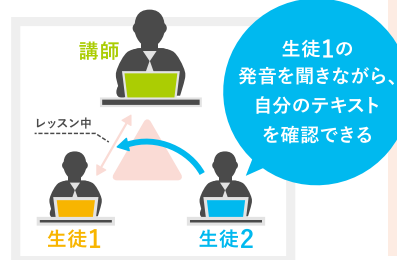 講師
生徒1の
発音を聞きながら、
自分のテキスト
を確認できる
レッスン中
生徒1
生徒2